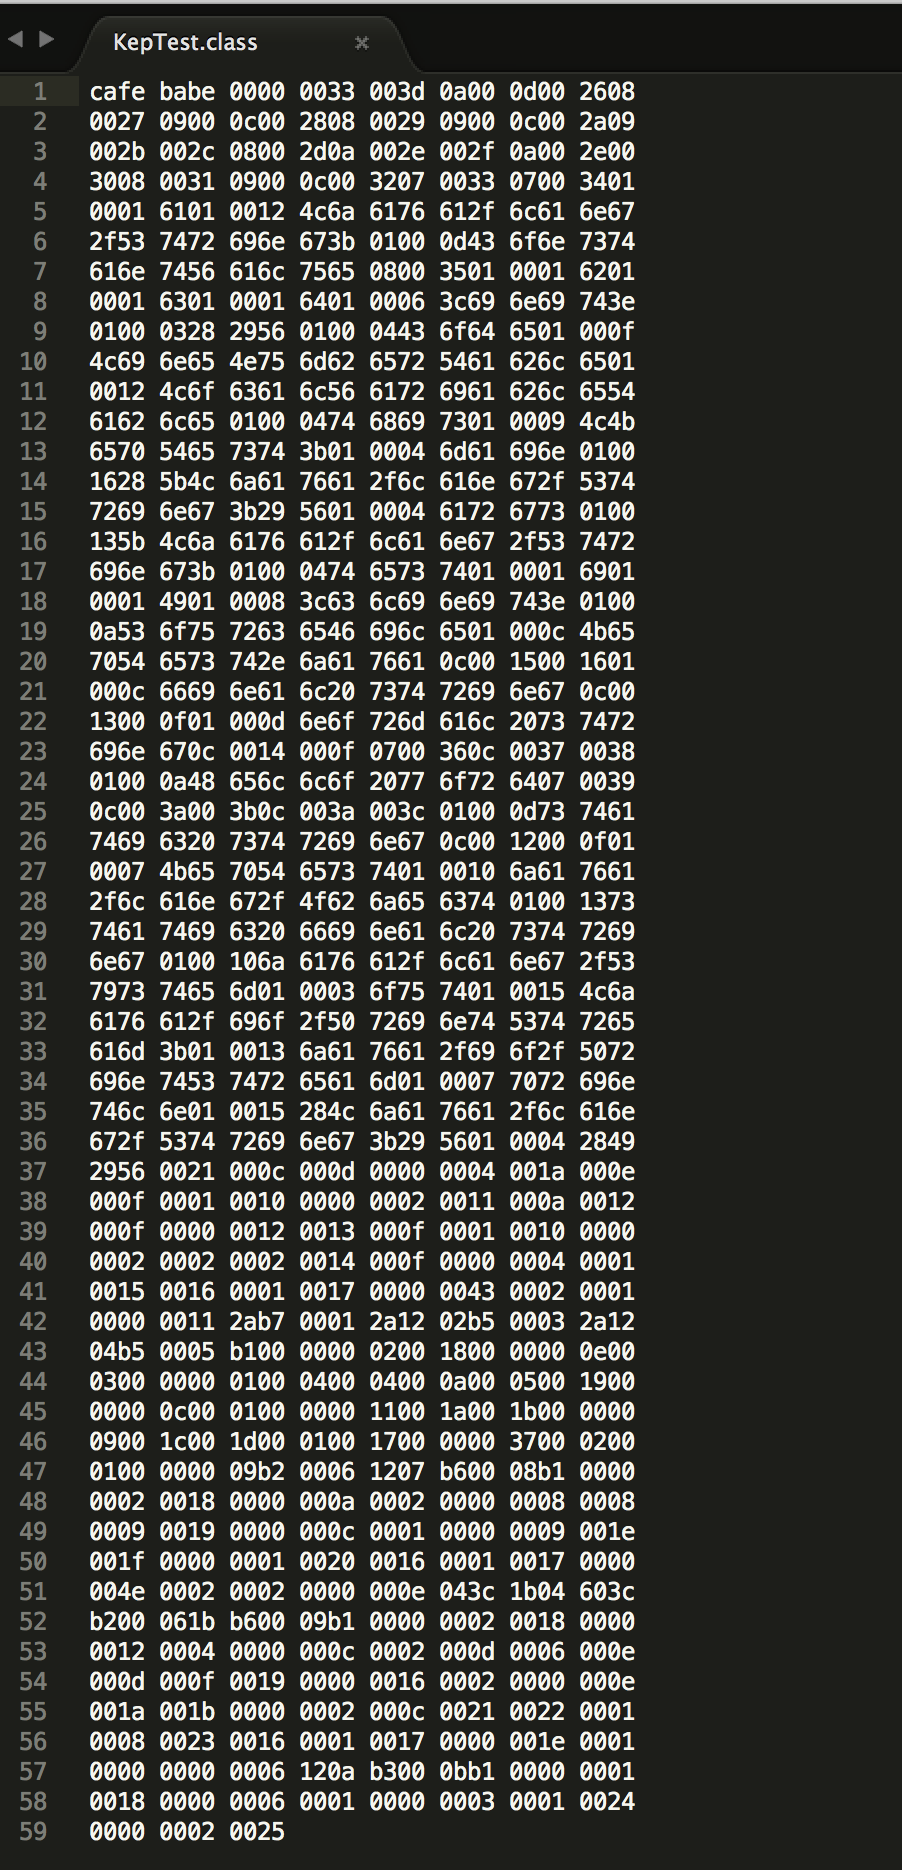 KepTest.class
1 cafe babe 0000 0033 003d 0a00 0d00 2608
2 0027 0900 0c00 2808 0029 0900 0c00 2a09
3 002b 002c 0800 2d0a 002e 002f 0a00 2e00
4 3008 0031 0900 0c00 3207 0033 0700 3401
5 0001 6101 0012 4c6a 6176 612f 6c61 6e67
6 2f53 7472 696e 673b 0100 0d43 6f6e 7374
7 616e 7456 616c 7565 0800 3501 0001 6201
8 0001 6301 0001 6401 0006 3c69 6e69 743e
9 0100 0328 2956 0100 0443 6f64 6501 000f
10 4c69 6e65 4e75 6d62 6572 5461 626c 6501
11 0012 4c6f 6361 6c56 6172 6961 626c 6554
12 6162 6c65 0100 0474 6869 7301 0009 4c4b
13 6570 5465 7374 3b01 0004 6d61 696e 0100
14 1628 5b4c 6a61 7661 2f6c 616e 672f 5374
15 7269 6e67 3b29 5601 0004 6172 6773 0100
16 135b 4c6a 6176 612f 6c61 6e67 2f53 7472
17 696e 673b 0100 0474 6573 7401 0001 6901
18 0001 4901 0008 3c63 6c69 6e69 743e 0100
19 0a53 6f75 7263 6546 696c 6501 000c 4b65
20 7054 6573 742e 6a61 7661 0c00 1500 1601
21 000c 6669 6e61 6c20 7374 7269 6e67 0c00
22 1300 0f01 000d 6e6f 726d 616c 2073 7472
23 696e 670c 0014 000f 0700 360c 0037 0038
24 0100 0a48 656c 6c6f 2077 6f72 6407 0039
25 0c00 3a00 3b0c 003a 003c 0100 0d73 7461
26 7469 6320 7374 7269 6e67 0c00 1200 0f01
27 0007 4b65 7054 6573 7401 0010 6a61 7661
28 2f6c 616e 672f 4f62 6a65 6374 0100 1373
29 7461 7469 6320 6669 6e61 6c20 7374 7269
30 6e67 0100 106a 6176 612f 6c61 6e67 2f53
31 7973 7465 6d01 0003 6f75 7401 0015 4c6a
32 6176 612f 696f 2f50 7269 6e74 5374 7265
33 616d 3b01 0013 6a61 7661 2f69 6f2f 5072
34 696e 7453 7472 6561 6d01 0007 7072 696e
35 746c 6e01 0015 284c 6a61 7661 2f6c 616e
36 672f 5374 7269 6e67 3b29 5601 0004 2849
37 2956 0021 000c 000d 0000 0004 001a 000e
38 000f 0001 0010 0000 0002 0011 000a 0012
39 000f 0000 0012 0013 000f 0001 0010 0000
40 0002 0002 0002 0014 000f 0000 0004 0001
41 0015 0016 0001 0017 0000 0043 0002 0001
42 0000 0011 2ab7 0001 2a12 02b5 0003 2a12
43 04b5 0005 b100 0000 0200 1800 0000 0e00
44 0300 0000 0100 0400 0400 0a00 0500 1900
45 0000 0c00 0100 0000 1100 1a00 1b00 0000
46 0900 1c00 1d00 0100 1700 0000 3700 0200
47 0100 0000 09b2 0006 1207 b600 08b1 0000
48 0002 0018 0000 000a 0002 0000 0008 0008
49 0009 0019 0000 000c 0001 0000 0009 001e
50 001f 0000 0001 0020 0016 0001 0017 0000
51 004e 0002 0002 0000 000e 043c 1b04 603c
52 b200 061b b600 09b1 0000 0002 0018 0000
53 0012 0004 0000 000c 0002 000d 0006 000e
54 000d 000f 0019 0000 0016 0002 0000 000e
55 001a 001b 0000 0002 000c 0021 0022 0001
56 0008 0023 0016 0001 0017 0000 001e 0001
57 0000 0000 0006 120a b300 0bb1 0000 0001
58 0018 0000 0006 0001 0000 0003 0001 0024
59 0000 0002 0025